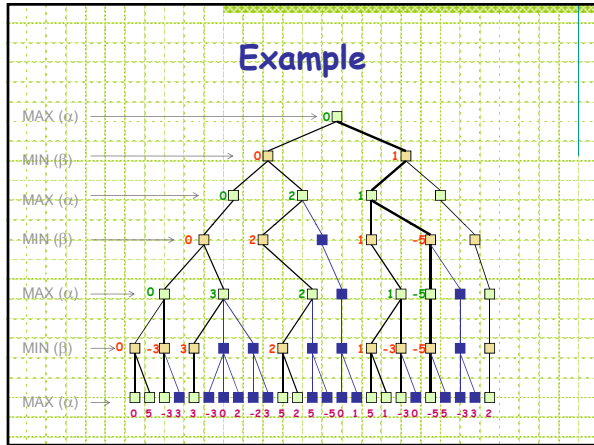 Example
MAX (α) 0
MIN (β) 0 1
MAX (α) 0 2 1
MIN (β) 0 2 1 -5
MAX (α) 0 3 2 1 -5
MIN (β) 0 -3 3 2 1 -3 -5
MAX (α)
0 5 -3 3 3 -3 0 2 -2 3 5 2 5 -5 0 1 5 1 -3 0 -5 5 -3 3 2